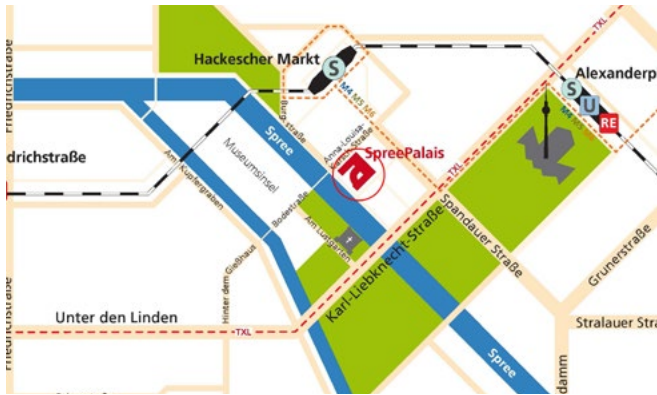 Friedrichstraße
Hackescher Markt
S
M4 M5 M6
TXL
Alexanderp
S
U
RE
Burgstraße
Spree
Anna-Louisa-
Karsch-Straße
SpreePalais
drichstraße
Am Kupfergraben
Museumsinsel
Bodestraße
Am Lustgarten
TXL
Spandauer Straße
Karl-Liebknecht-Straße
Hinter dem Gießhaus
Grunerstraße
Unter den Linden
TXL
Stralauer Stra
Friedrichstraße
Spree
damm